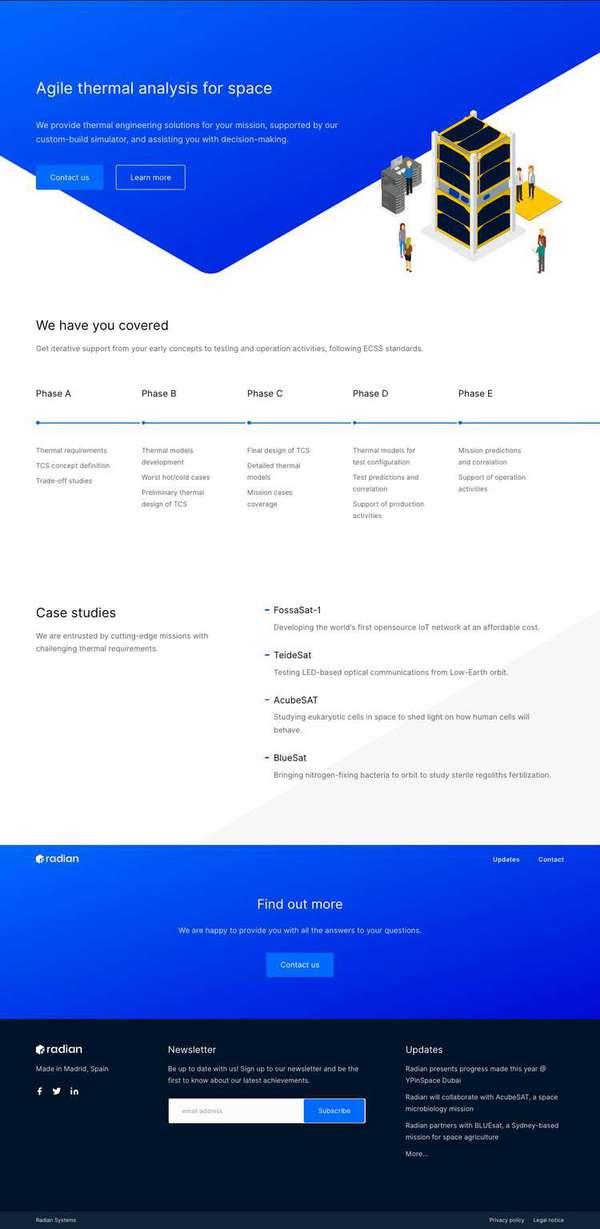 Agile thermal analysis for space
We provide thermal engineering solutions for your mission, supported by our
custom-build simulator, and assisting you with decision-making.
Contact us
Learn more
We have you covered
Get iterative support from your early concepts to testing and operation activities, following ECSS standards.
Phase A
Thermal requirements
TCS concept definition
Trade-off studies
Phase B
Thermal models
development
Worst hot/cold cases
Preliminary thermal
design of TCS
Phase C
Final design of TCS
Detailed thermal
models
Mission cases
coverage
Phase D
Thermal models for
test configuration
Test predictions and
correlation
Support of production
activities
Phase E
Mission predictions
and correlation
Support of operation
activities
Case studies
We are entrusted by cutting-edge missions with
challenging thermal requirements.
FossaSat-1
Developing the world's first opensource IoT network at an affordable cost.
TeideSat
Testing LED-based optical communications from Low-Earth orbit.
AcubeSAT
Studying eukaryotic cells in space to shed light on how human cells will
behave.
BlueSat
Bringing nitrogen-fixing bacteria to orbit to study sterile regoliths fertilization.
radian
Updates
Contact
Find out more
We are happy to provide you with all the answers to your questions.
Contact us
radian
Made in Madrid, Spain
Newsletter
Be up to date with us! Sign up to our newsletter and be the
first to know about our latest achievements.
email address
Subscribe
Updates
Radian presents progress made this year @
YPinSpace Dubai
Radian will collaborate with AcubeSAT, a space
microbiology mission
Radian partners with BLUEsat, a Sydney-based
mission for space agriculture
More...
Radian Systems
Privacy policy
Legal notice